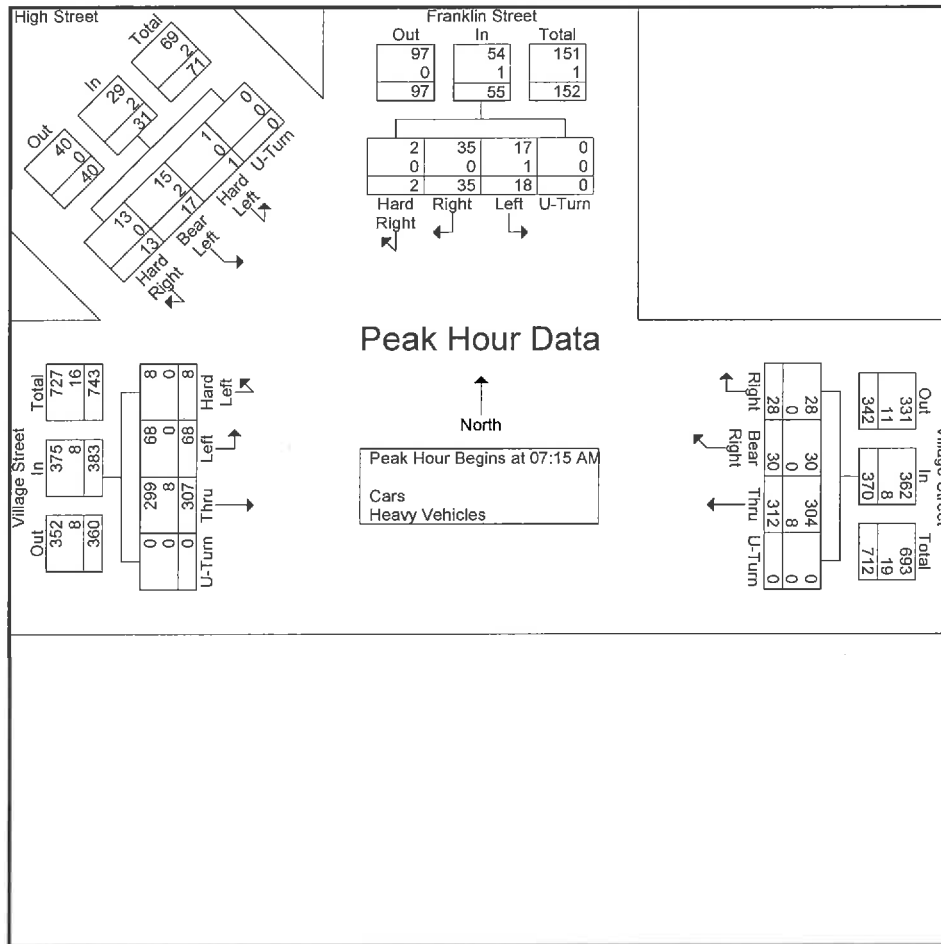 High Street
Total
69
2
71
In
29
2
31
Out
40
0
40
0
0
0
U-Turn
1
0
1
Hard
Left
15
2
17
Bear
Left
13
0
13
Hard
Right
Franklin Street
Out In Total
97 54 151
0 1 1
97 55 152
2 35 17 0
0 0 1 0
2 35 18 0
Hard Right Left U-Turn
Right
Peak Hour Data
North
Peak Hour Begins at 07:15 AM
Cars
Heavy Vehicles
Village Street
Total
727
16
743
In
375
8
383
Out
352
8
360
8 0 8
Hard
Left
68 0 68
Left
299 8 307
Thru
0 0 0
U-Turn
Right
28 0 28
Bear
Right
30 0 30
Thru
312 8 304
U-Turn
0 0 0
Out
331
11
342
In
362
8
370
Total
693
19
712